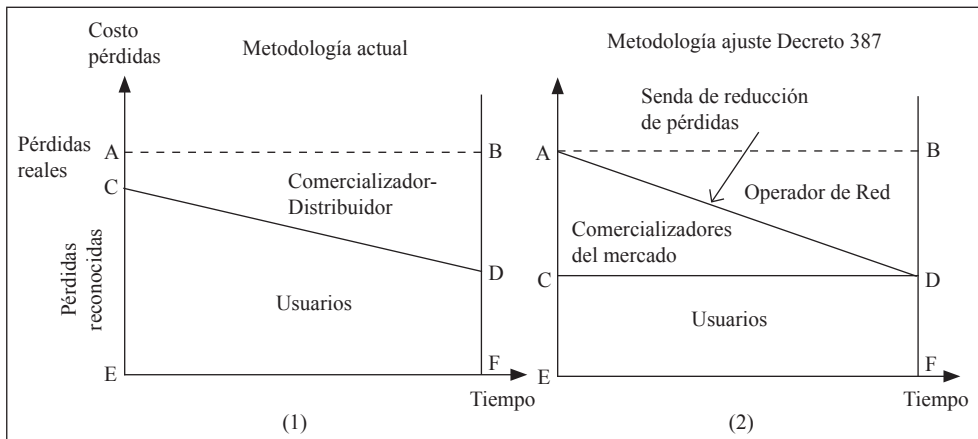 Costo
pérdidas
Metodología actual
Pérdidas
reales
A
B
C
Comercializador-
Distribuidor
Pérdidas
reconocidas
D
Usuarios
E
F
Tiempo
(1)
Metodología ajuste Decreto 387
Senda de reducción
de pérdidas
A
B
Operador de Red
Comercializadores
del mercado
C
D
Usuarios
E
F
Tiempo
(2)